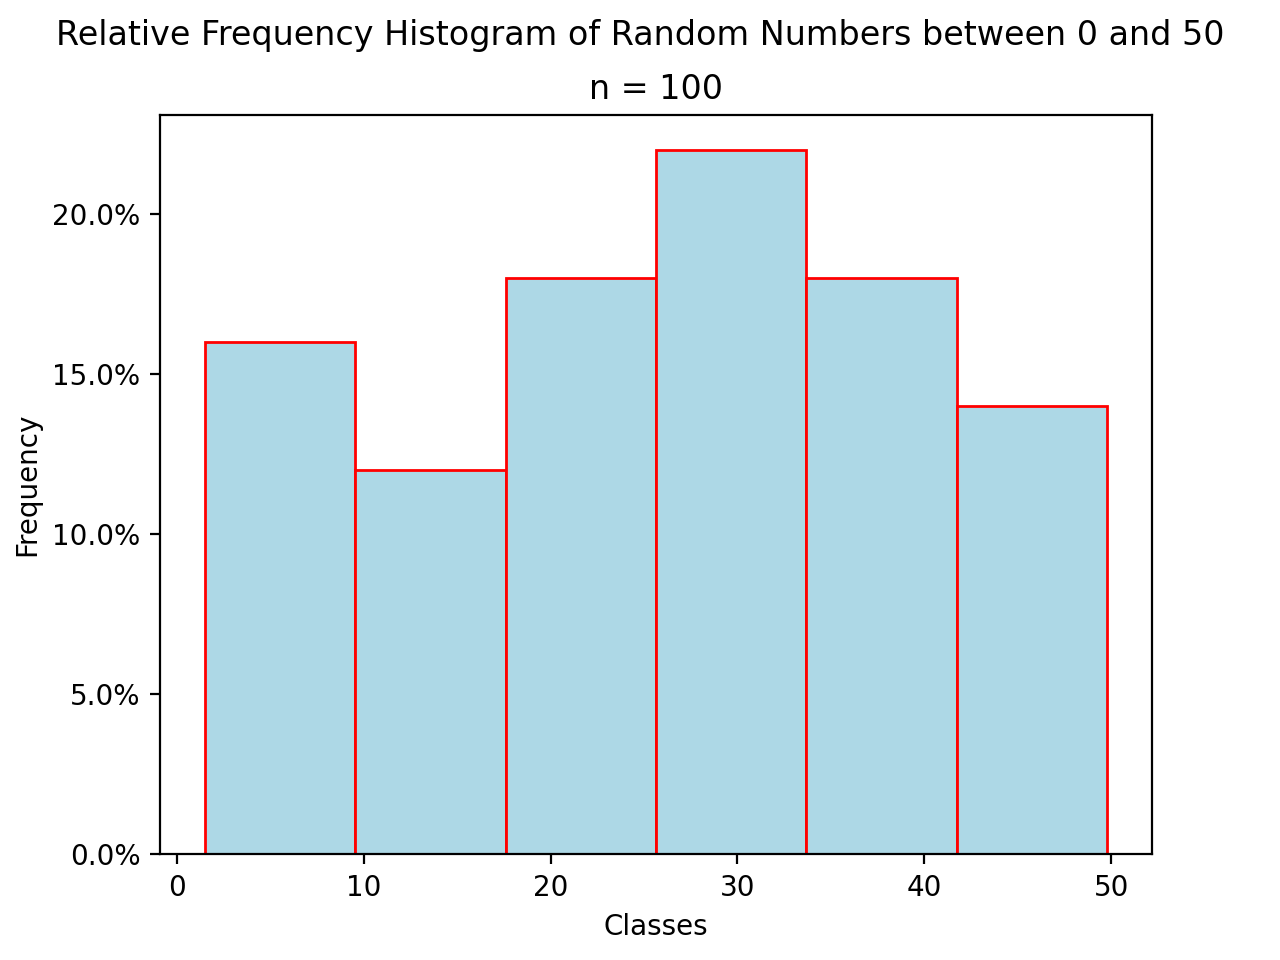 Relative Frequency Histogram of Random Numbers between 0 and 50
n = 100
20.0%
15.0%
10.0%
5.0%
0.0%
Frequency
0 10 20 30 40 50
Classes